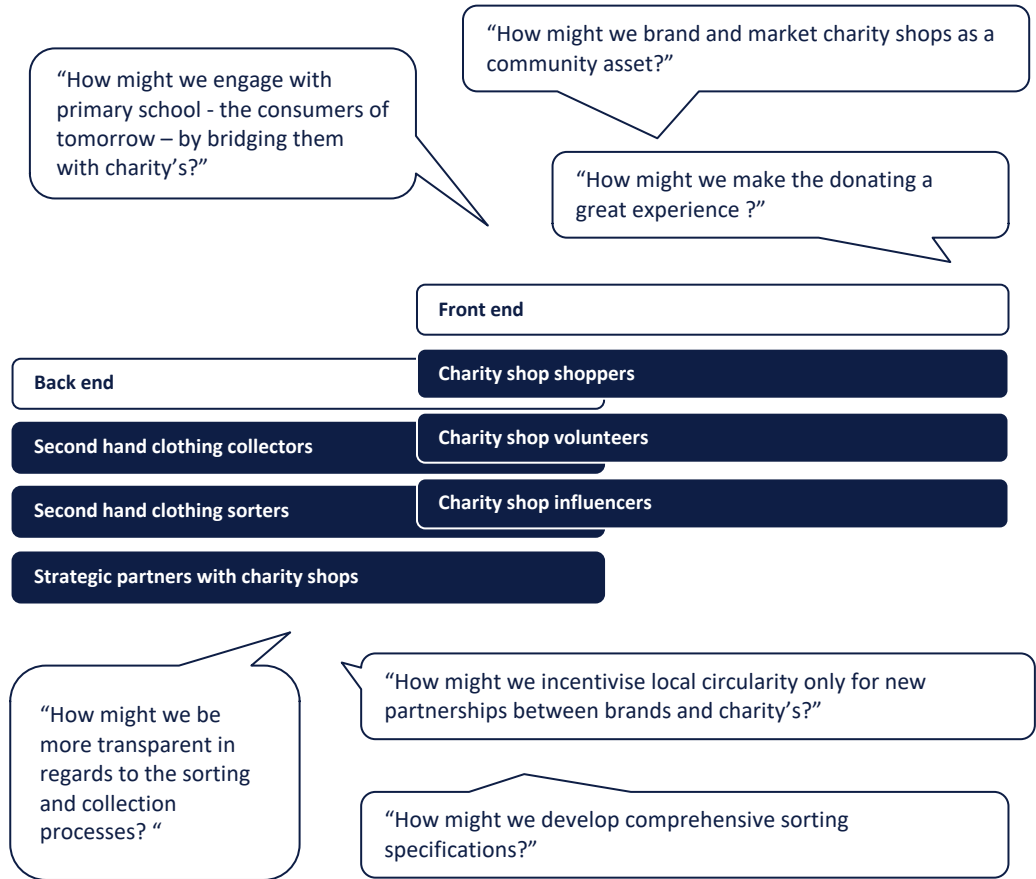 “How might we brand and market charity shops as a
community asset?”
“How might we engage with
primary school - the consumers of
tomorrow – by bridging them
with charity’s?”
“How might we make the donating a
great experience ?”
Front end
Charity shop shoppers
Back end
Charity shop volunteers
Second hand clothing collectors
Charity shop influencers
Second hand clothing sorters
Strategic partners with charity shops
“How might we incentivise local circularity only for new
partnerships between brands and charity’s?”
“How might we be
more transparent in
regards to the sorting
and collection
processes? “
“How might we develop comprehensive sorting
specifications?”